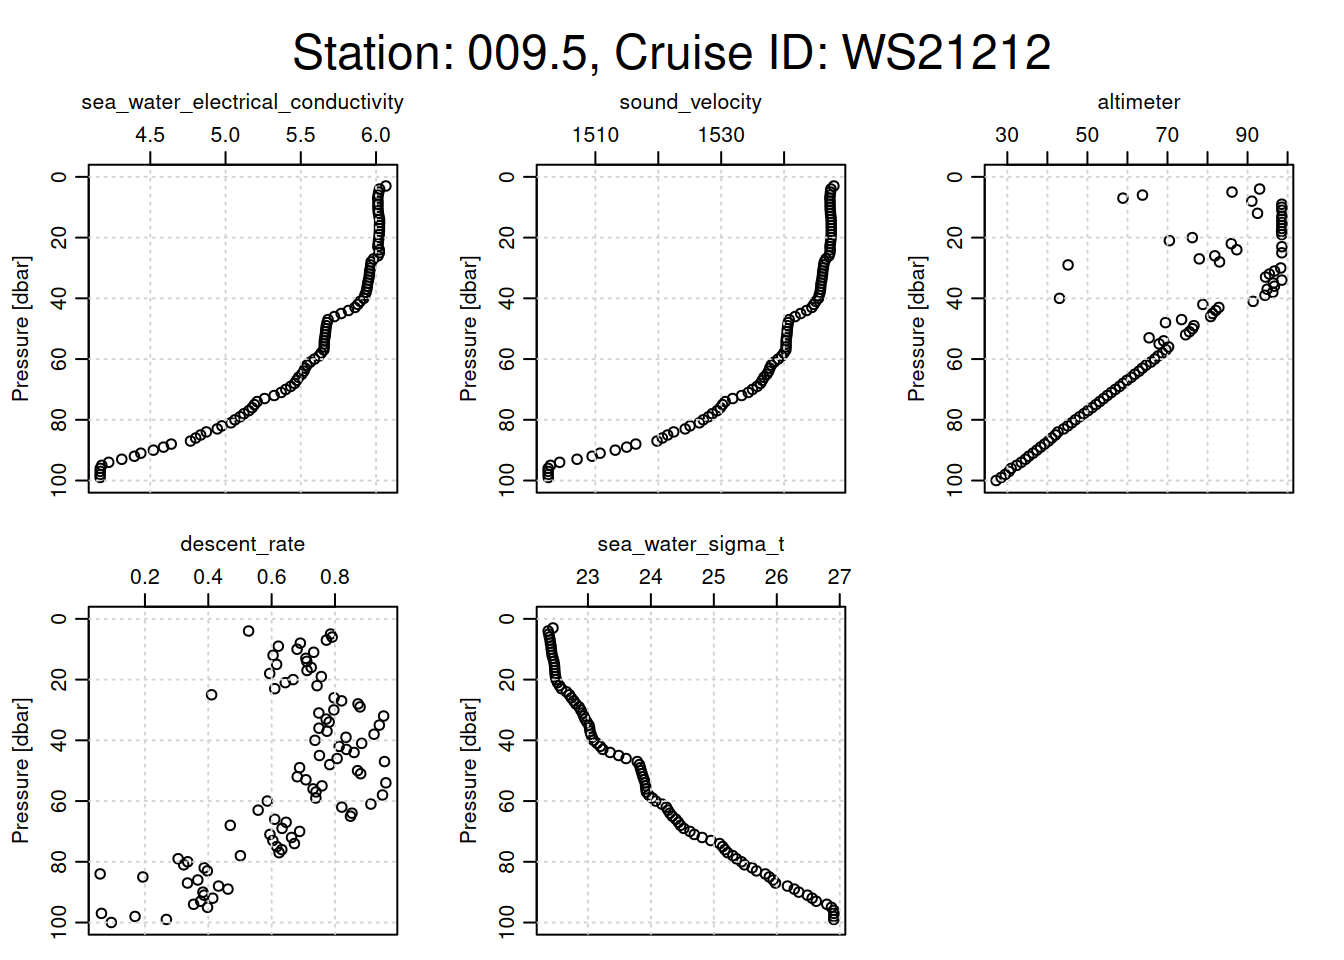 Station: 009.5, Cruise ID: WS21212
sea_water_electrical_conductivity
4.5 5.0 5.5 6.0
Pressure [dbar]
0
20
40
60
80
100
sound_velocity
1510 1530
Pressure [dbar]
0
20
40
60
80
100
altimeter
30 50 70 90
Pressure [dbar]
0
20
40
60
80
100
descent_rate
0.2 0.4 0.6 0.8
Pressure [dbar]
0
20
40
60
80
100
sea_water_sigma_t
23 24 25 26 27
Pressure [dbar]
0
20
40
60
80
100